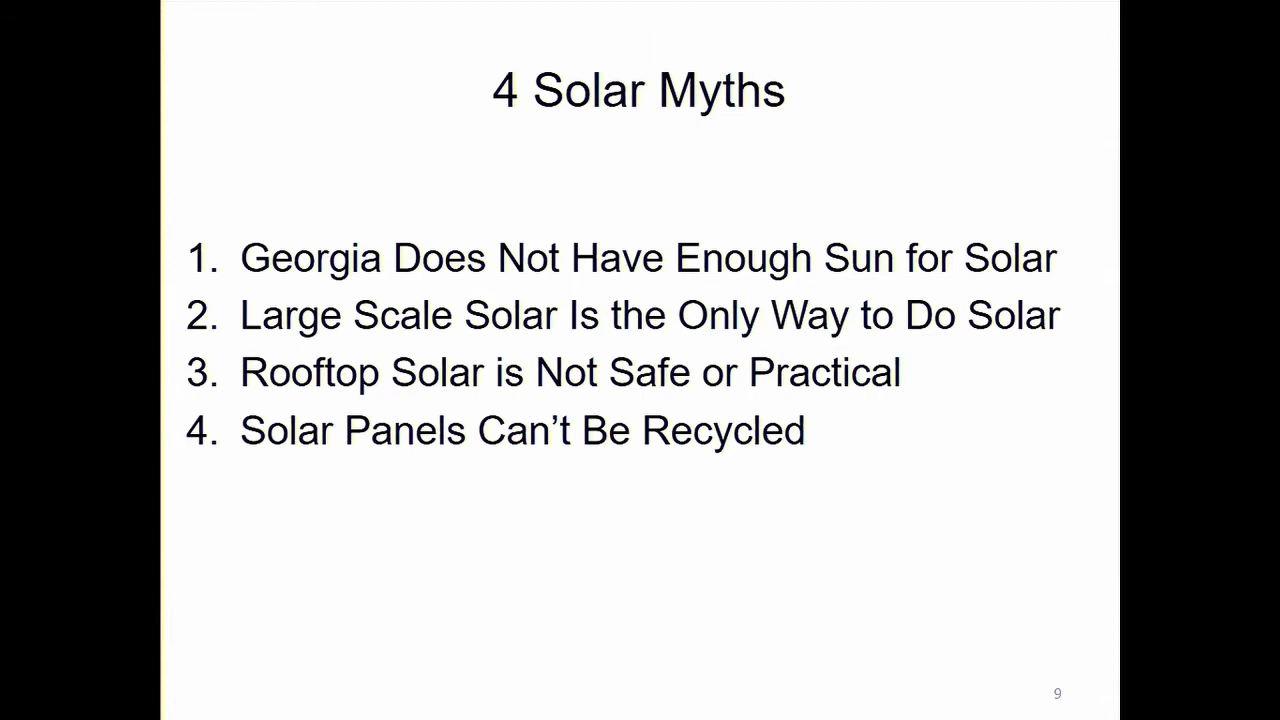 4 Solar Myths
1. Georgia Does Not Have Enough Sun for Solar
2. Large Scale Solar Is the Only Way to Do Solar
3. Rooftop Solar is Not Safe or Practical
4. Solar Panels Can’t Be Recycled
9